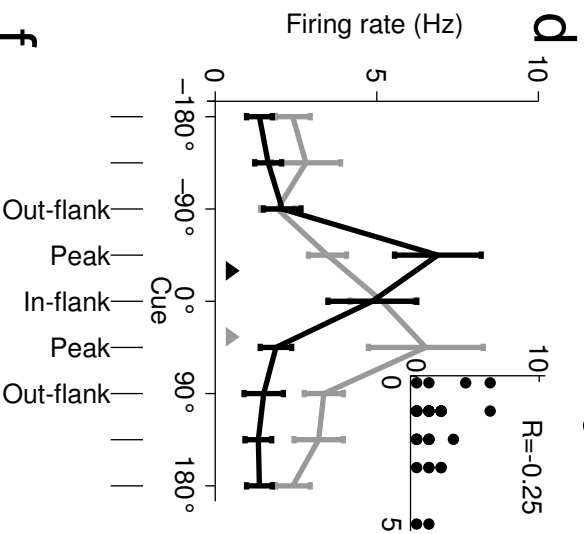 d
Firing rate (Hz)
10
5
0
−180°
−90°
0°
90°
180°
Cue
Out-flank
Peak
In-flank
Peak
Out-flank
10
0
0
5
R=-0.25
f